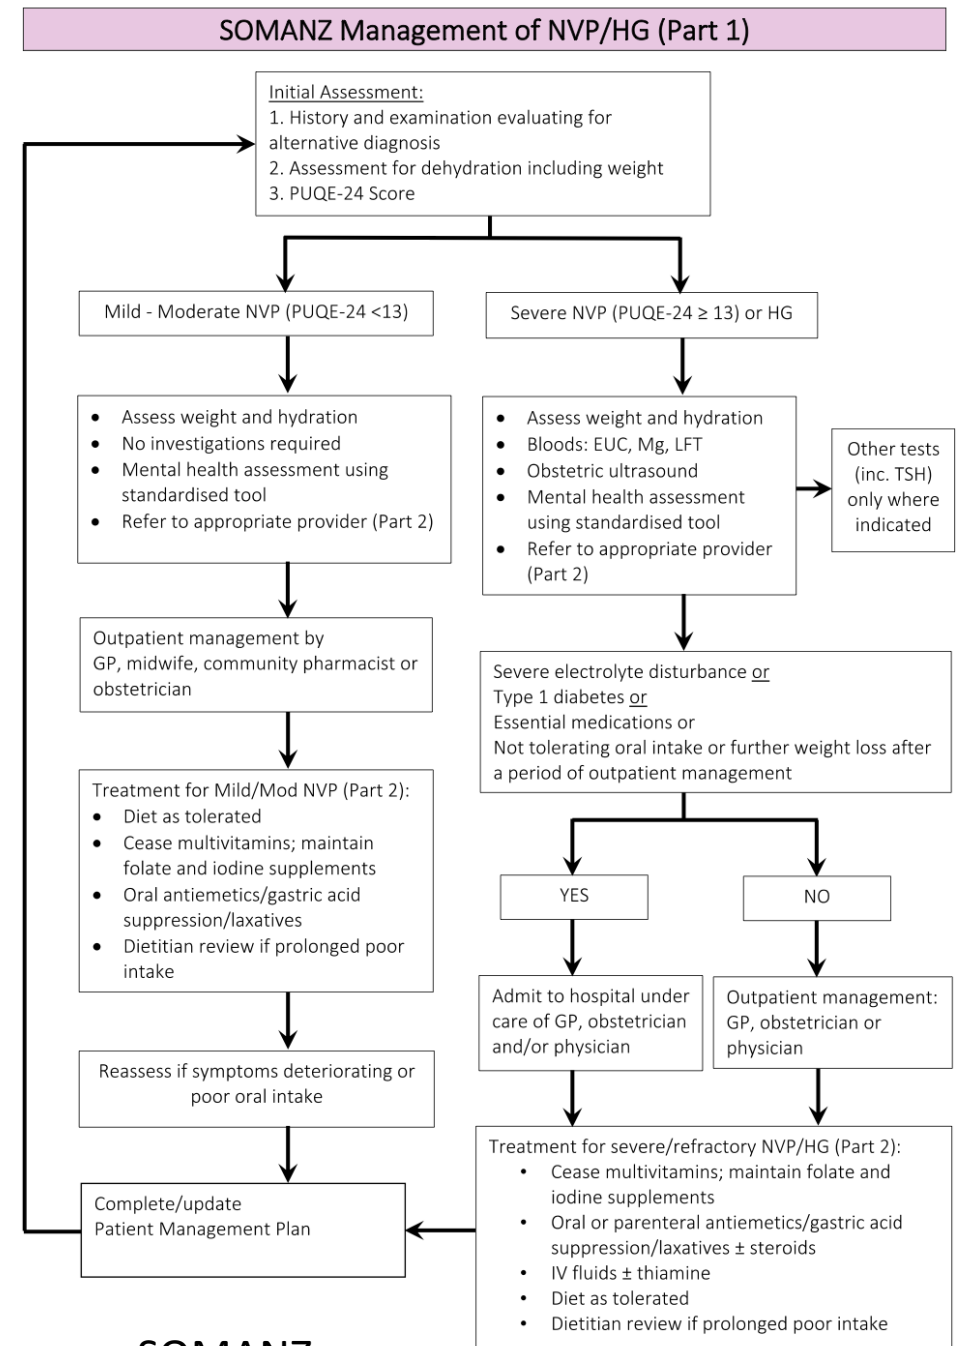 SOMANZ Management of NVP/HG (Part 1)
Initial Assessment:
1. History and examination evaluating for
alternative diagnosis
2. Assessment for dehydration including weight
3. PUQE-24 Score
Mild - Moderate NVP (PUQE-24 <13)
Severe NVP (PUQE-24 ≥ 13) or HG
• Assess weight and hydration
• No investigations required
• Mental health assessment using
standardised tool
• Refer to appropriate provider (Part 2)
• Assess weight and hydration
• Bloods: EUC, Mg, LFT
• Obstetric ultrasound
• Mental health assessment
using standardised tool
• Refer to appropriate provider
(Part 2)
Other tests
(inc. TSH)
only where
indicated
Outpatient management by
GP, midwife, community pharmacist or
obstetrician
Severe electrolyte disturbance or
Type 1 diabetes or
Essential medications or
Not tolerating oral intake or further weight loss after
a period of outpatient management
Treatment for Mild/Mod NVP (Part 2):
• Diet as tolerated
• Cease multivitamins; maintain
folate and iodine supplements
• Oral antiemetics/gastric acid
suppression/laxatives
• Dietitian review if prolonged poor
intake
YES
NO
Admit to hospital under
care of GP, obstetrician
and/or physician
Outpatient management:
GP, obstetrician or
physician
Reassess if symptoms deteriorating or
poor oral intake
Treatment for severe/refractory NVP/HG (Part 2):
• Cease multivitamins; maintain folate and
iodine supplements
• Oral or parenteral antiemetics/gastric acid
suppression/laxatives ± steroids
• IV fluids ± thiamine
• Diet as tolerated
• Dietitian review if prolonged poor intake
Complete/update
Patient Management Plan
SOMANZ